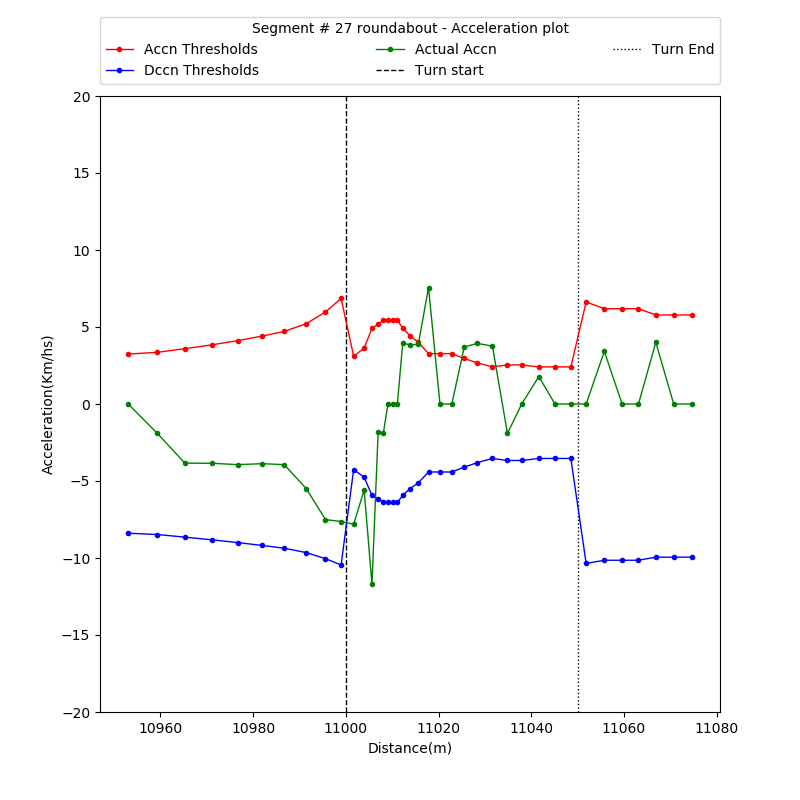 Segment # 27 roundabout - Acceleration plot
Accn Thresholds
Actual Accn
Turn End
Dccn Thresholds
Turn start
20
15
10
5
0
−5
−10
−15
−20
Acceleration(Km/hs)
10960 10980 11000 11020 11040 11060 11080
Distance(m)